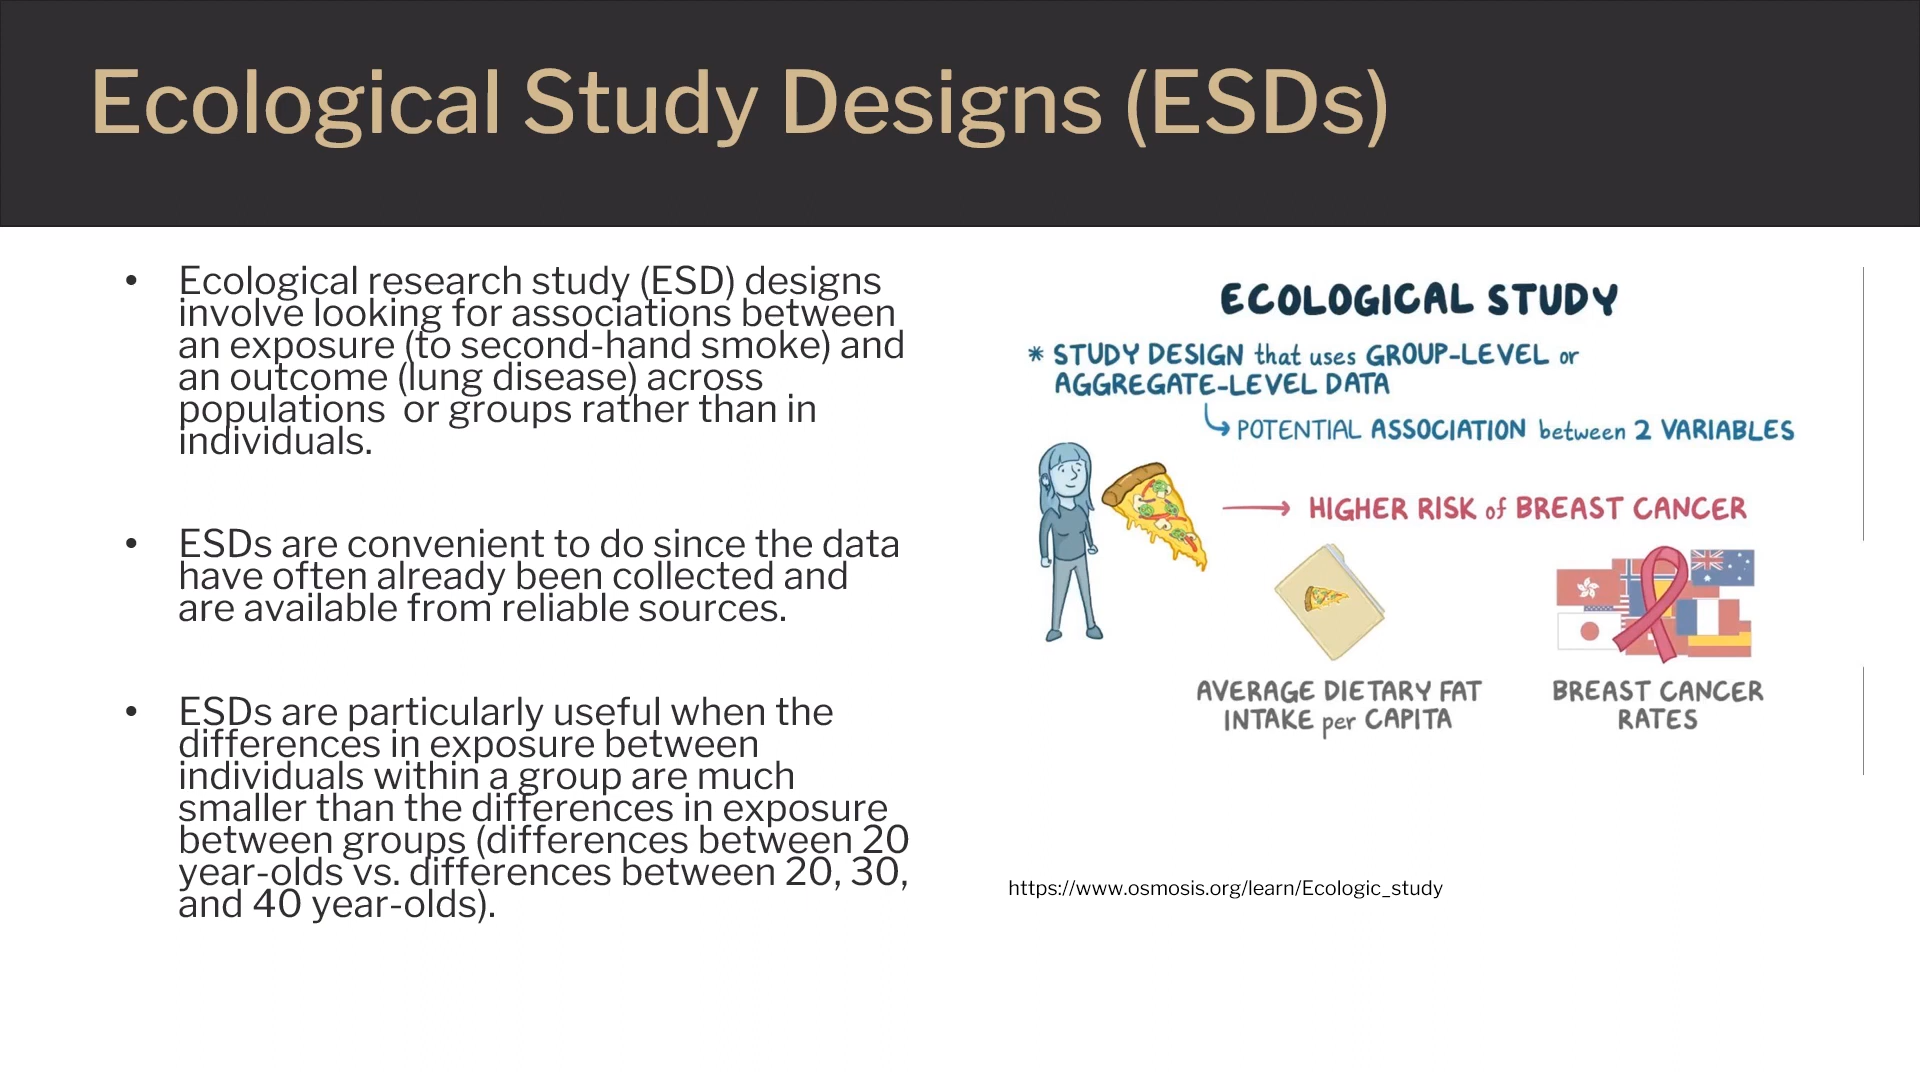 Ecological Study Designs (ESDs)
• Ecological research study (ESD) designs
involve looking for associations between
an exposure (to second-hand smoke) and
an outcome (lung disease) across
populations  or groups rather than in
individuals.
• ESDs are convenient to do since the data
have often already been collected and
are available from reliable sources.
• ESDs are particularly useful when the
differences in exposure between
individuals within a group are much
smaller than the differences in exposure
between groups (differences between 20
year-olds vs. differences between 20, 30,
and 40 year-olds).
ECOLOGICAL STUDY
* STUDY DESIGN that uses GROUP-LEVEL or
AGGREGATE-LEVEL DATA
POTENTIAL ASSOCIATION between 2 VARIABLES
HIGHER RISK of BREAST CANCER
AVERAGE DIETARY FAT
INTAKE per CAPITA
BREAST CANCER
RATES
https://www.osmosis.org/learn/Ecologic_study